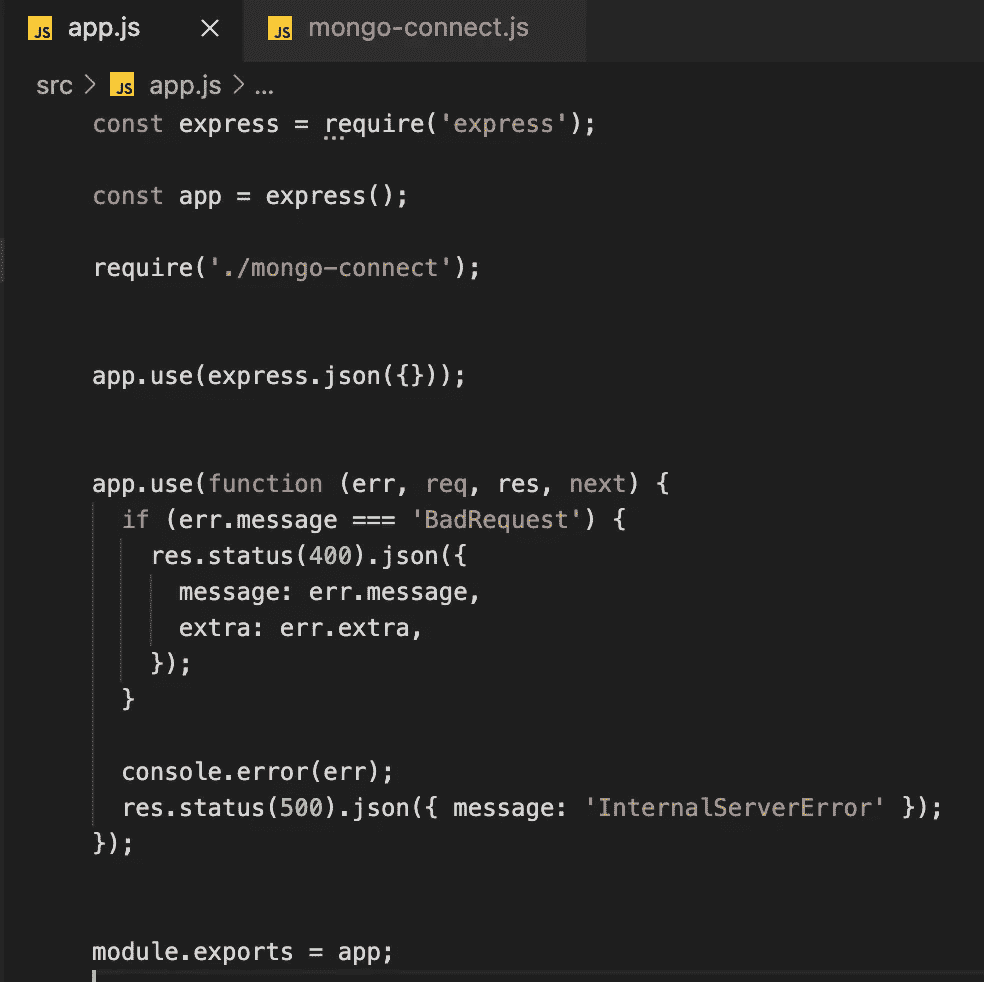 JS app.js × JS mongo-connect.js
src > JS app.js > ...
const express = require('express');
const app = express();
require('./mongo-connect');
app.use(express.json({}));
app.use(function (err, req, res, next) {
  if (err.message === 'BadRequest') {
    res.status(400).json({
      message: err.message,
      extra: err.extra,
    });
  }
  console.error(err);
  res.status(500).json({ message: 'InternalServerError' });
});
module.exports = app;